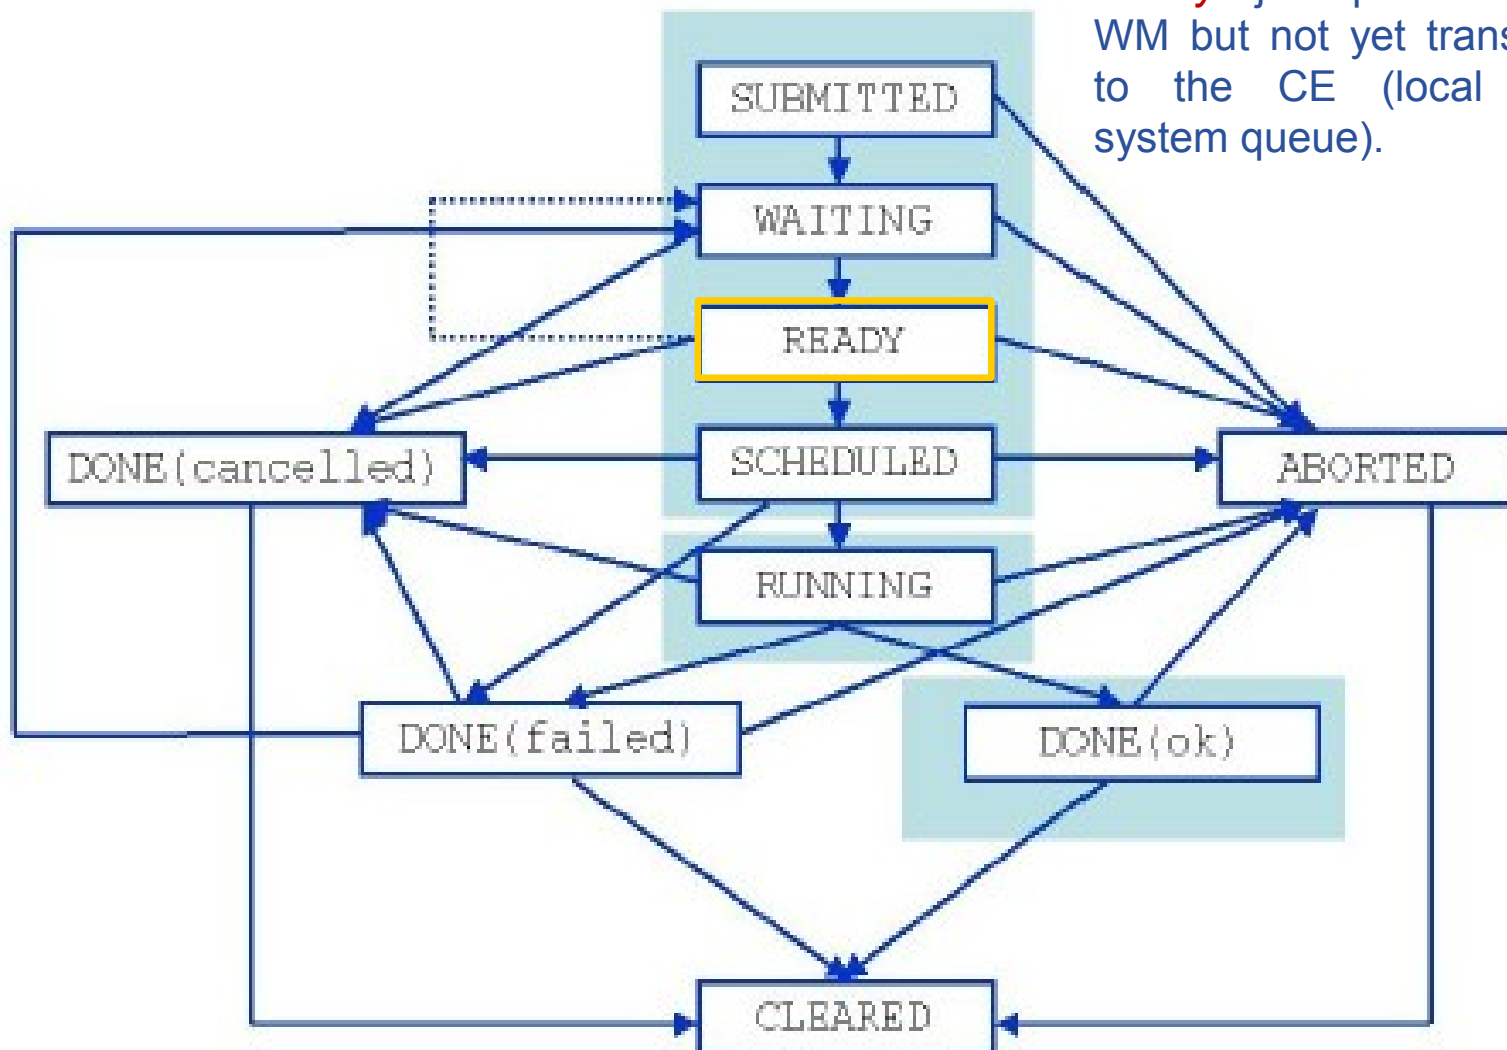 WM but not yet
to the CE (local
system queue).
SUBMITTED
WAITING
READY
SCHEDULED
DONE(cancelled)
ABORTED
RUNNING
DONE(failed)
DONE(ok)
CLEARED